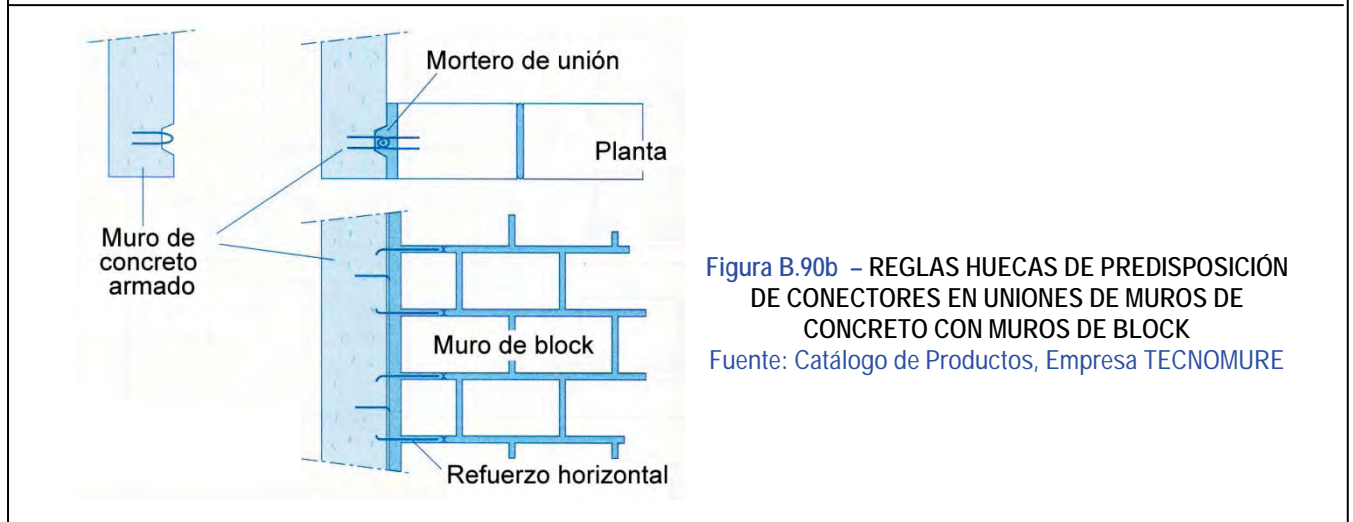 Mortero de unión
Planta
Muro de
concreto
armado
Muro de block
Refuerzo horizontal
Figura B.90b – REGLAS HUECAS DE PREDISPOSICIÓN
DE CONECTORES EN UNIONES DE MUROS DE
CONCRETO CON MUROS DE BLOCK
Fuente: Catálogo de Productos, Empresa TECNOMURE